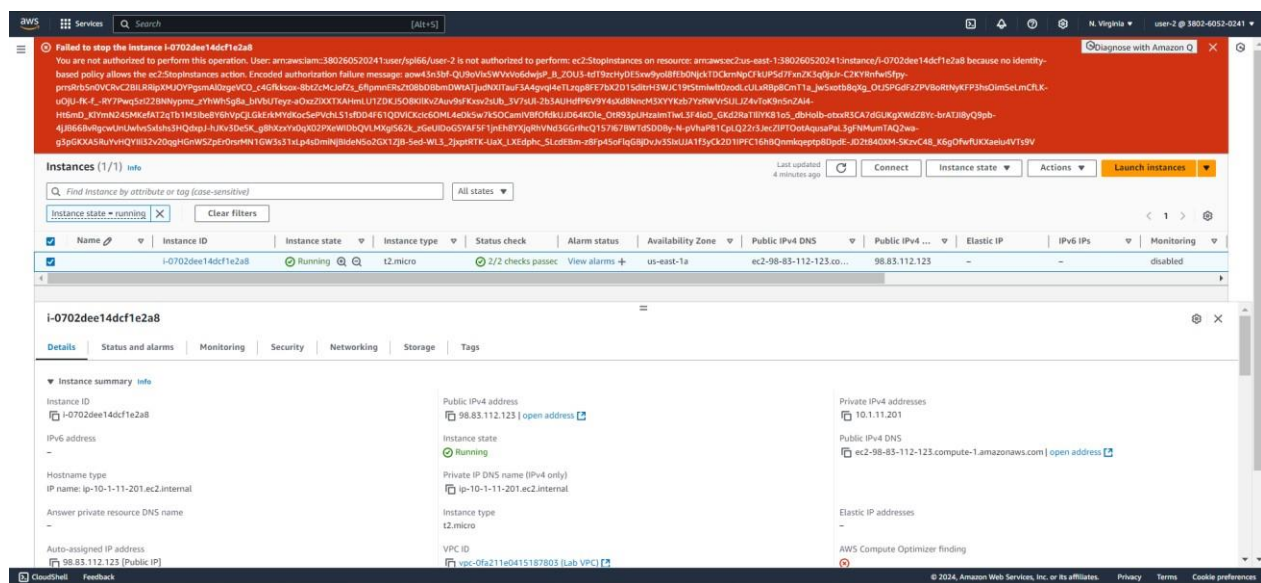 aws
Services
Search
[Alt+S]
N. Virginia
user-2 @ 3802-6052-0241
Failed to stop the instance i-0702dee14dcf1e2a8
Diagnose with Amazon Q
You are not authorized to perform this operation. User: arn:aws:iam::380260520241:user/spl66/user-2 is not authorized to perform: ec2:StopInstances on resource: arn:aws:ec2:us-east-1:380260520241:instance/i-0702dee14dcf1e2a8 because no identity-
based policy allows the ec2:StopInstances action. Encoded authorization failure message:
Instances (1/1) Info
Last updated
4 minutes ago
Connect
Instance state
Actions
Launch instances
Find Instance by attribute or tag (case-sensitive)
All states
Instance state = running
Clear filters
1
Name
Instance ID
Instance state
Instance type
Status check
Alarm status
Availability Zone
Public IPv4 DNS
Public IPv4 ...
Elastic IP
IPv6 IPs
Monitoring
i-0702dee14dcf1e2a8
Running
t2.micro
2/2 checks passec
View alarms +
us-east-1a
ec2-98-83-112-123.co...
98.83.112.123
–
–
disabled
i-0702dee14dcf1e2a8
Details
Status and alarms
Monitoring
Security
Networking
Storage
Tags
Instance summary Info
Instance ID
i-0702dee14dcf1e2a8
Public IPv4 address
98.83.112.123 | open address
Private IPv4 addresses
10.1.11.201
IPv6 address
–
Instance state
Running
Public IPv4 DNS
ec2-98-83-112-123.compute-1.amazonaws.com | open address
Hostname type
IP name: ip-10-1-11-201.ec2.internal
Private IP DNS name (IPv4 only)
ip-10-1-11-201.ec2.internal
Answer private resource DNS name
–
Instance type
t2.micro
Elastic IP addresses
–
Auto-assigned IP address
98.83.112.123 [Public IP]
VPC ID
vpc-0fa211e0415187803 (Lab VPC)
AWS Compute Optimizer finding
CloudShell
Feedback
© 2024, Amazon Web Services, Inc. or its affiliates.
Privacy
Terms
Cookie preferences